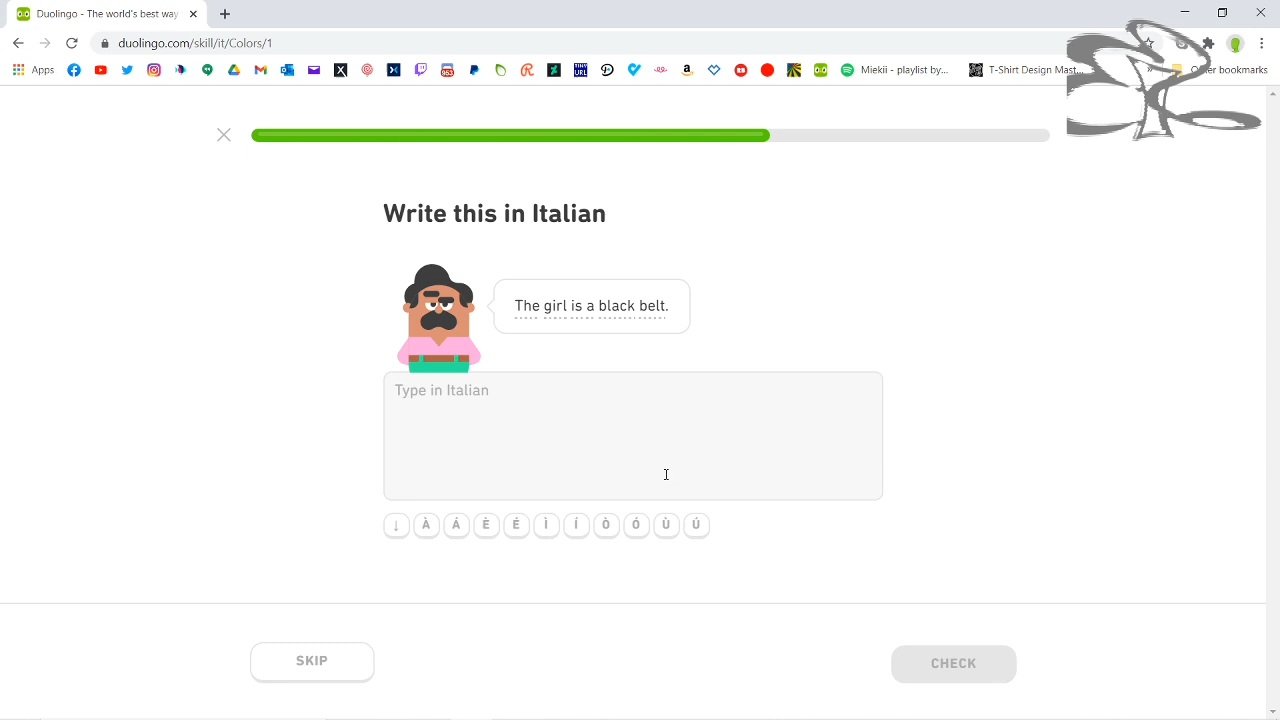 Duolingo - The world's best way
duolingo.com/skill/it/Colors/1
Apps
Miekii - playlist by...
T-Shirt Design Mast...
»
Other bookmarks
Write this in Italian
The girl is a black belt.
Type in Italian
↓ À Á È É Ì Í Ò Ó Ù Ú
SKIP
CHECK